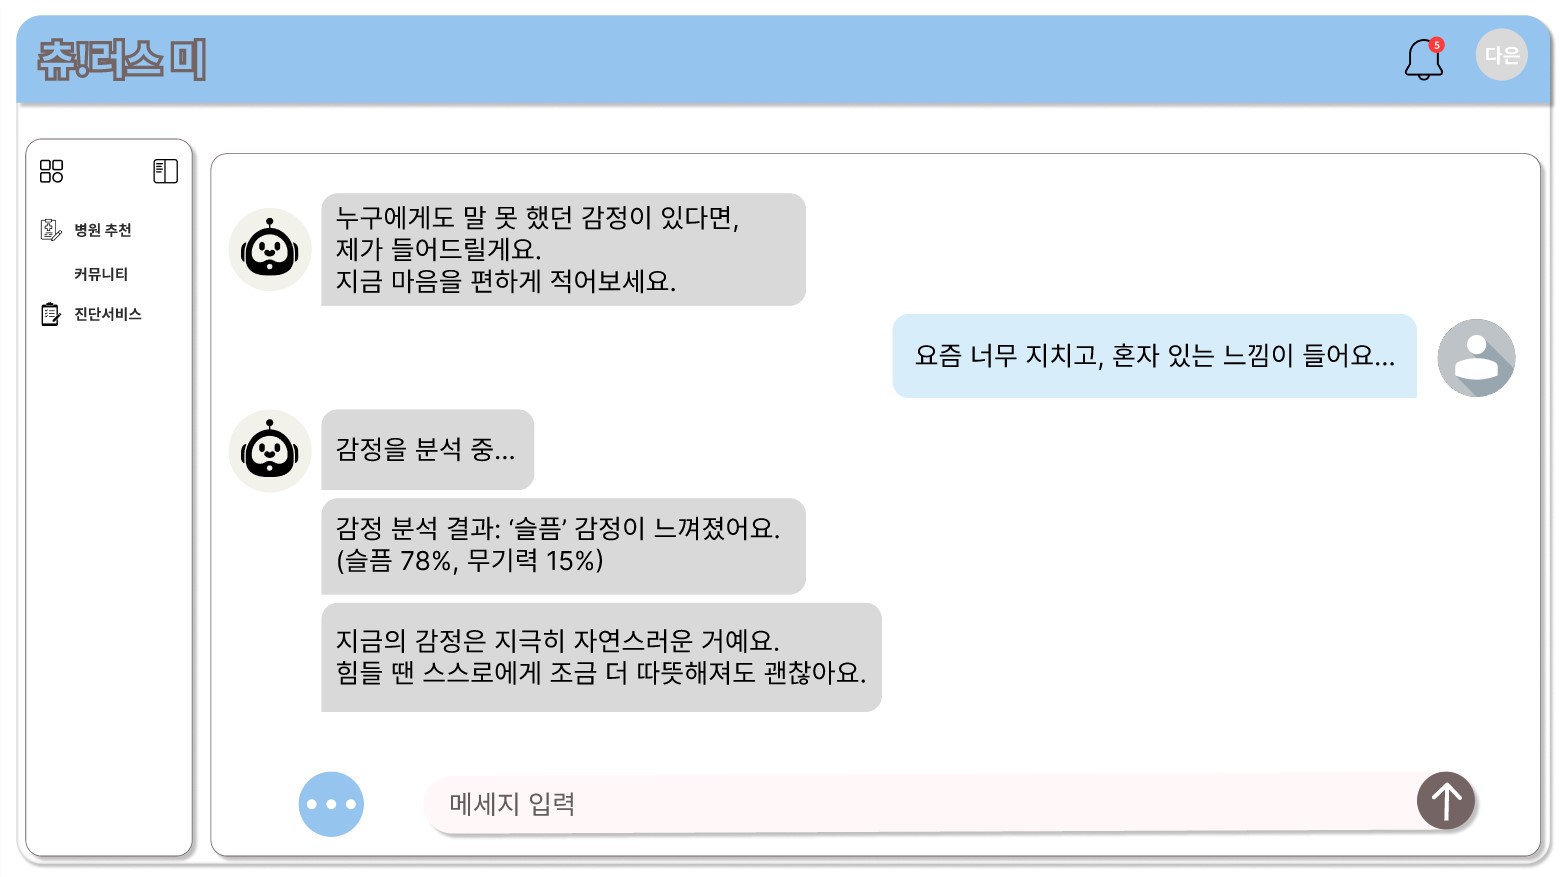 츄!러스 미
5
다은
병원 추천
커뮤니티
진단서비스
누구에게도 말 못 했던 감정이 있다면,
제가 들어드릴게요.
지금 마음을 편하게 적어보세요.
요즘 너무 지치고, 혼자 있는 느낌이 들어요...
감정을 분석 중...
감정 분석 결과: ‘슬픔’ 감정이 느껴졌어요.
(슬픔 78%, 무기력 15%)
지금의 감정은 지극히 자연스러운 거예요.
힘들 땐 스스로에게 조금 더 따뜻해져도 괜찮아요.
메세지 입력